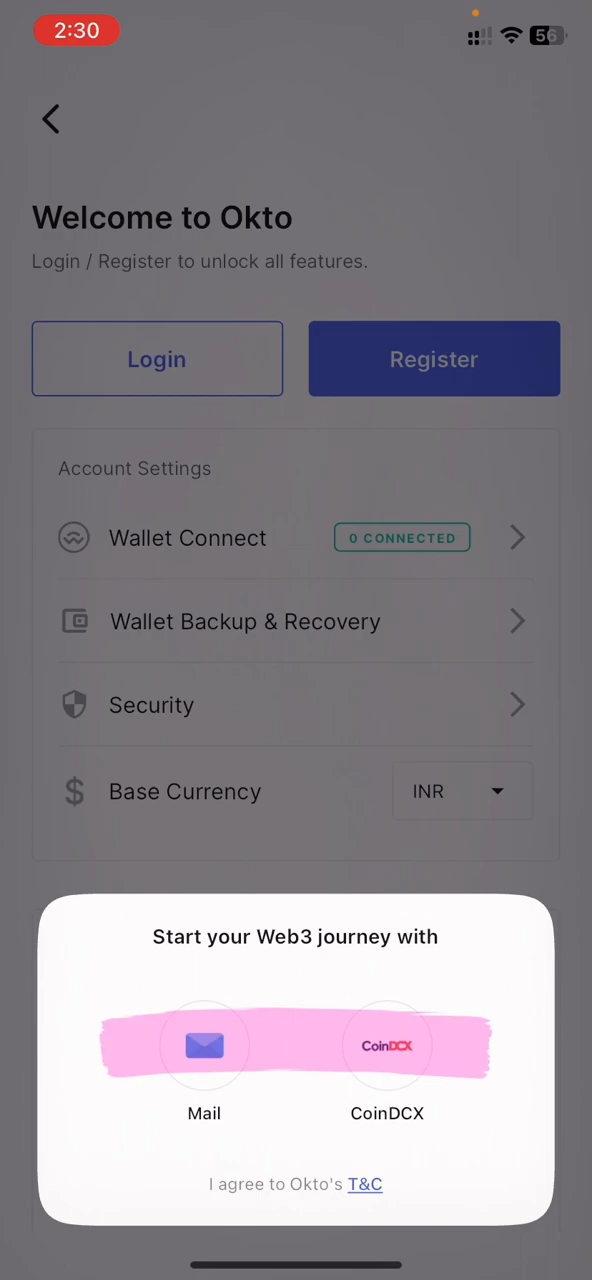 2:30
56
Welcome to Okto
Login / Register to unlock all features.
Login
Register
Account Settings
Wallet Connect
0 CONNECTED
Wallet Backup & Recovery
Security
$ Base Currency
INR
Start your Web3 journey with
CoinDCX
Mail
CoinDCX
I agree to Okto's T&C